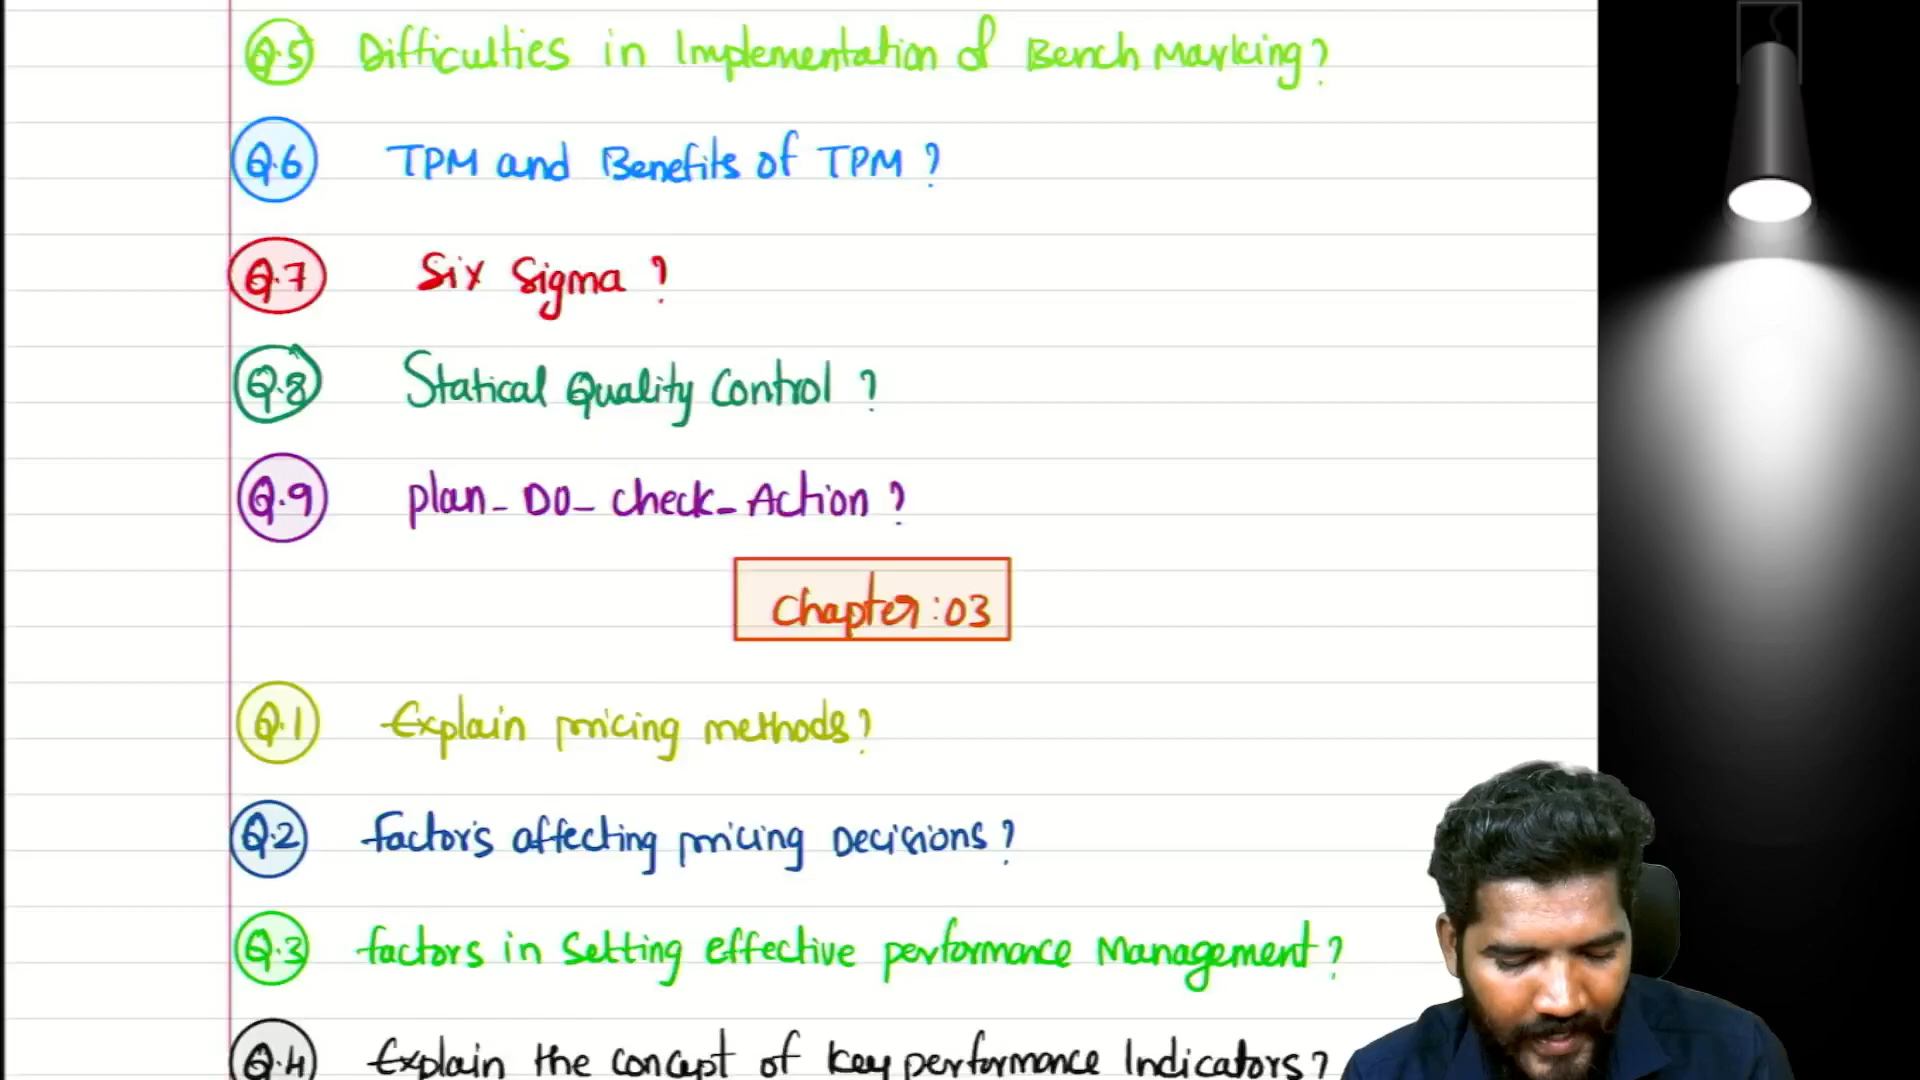 Q.5 Difficulties in Implementation of Bench Marking?
Q.6 TPM and Benefits of TPM ?
Q.7 Six Sigma ?
Q.8 Statical Quality Control ?
Q.9 plan-DO-check-Action ?
Chapter:03
Q.1 Explain pricing methods?
Q.2 factors affecting pricing Decisions?
Q.3 factors in Setting effective performance Management?
Q.4 Explain the concept of key performance Indicators?